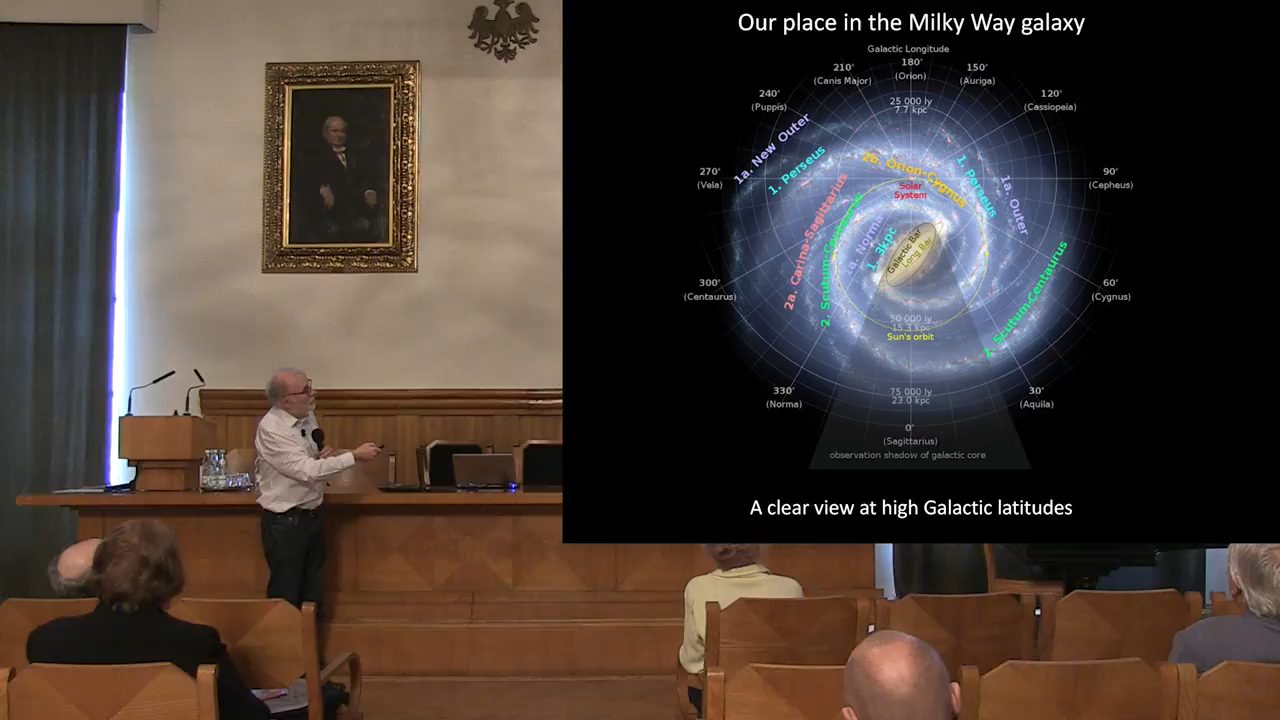 Our place in the Milky Way galaxy
Galactic Longitude
180°
(Orion)
210°
(Canis Major)
150°
(Auriga)
240°
(Puppis)
120°
(Cassiopeia)
25 000 ly
7.7 kpc
1a. New Outer
1. Perseus
2b. Orion-Cygnus
1. Perseus
1a. Outer
270°
(Vela)
90°
(Cepheus)
Solar
System
2a. Carina-Sagittarius
2. Scutum-Centaurus
1a. Norma
1. 3kpc
Galactic Bar
Long Bar
1. Scutum-Centaurus
300°
(Centaurus)
60°
(Cygnus)
50 000 ly
15.3 kpc
Sun's orbit
330°
(Norma)
75 000 ly
23.0 kpc
30°
(Aquila)
0°
(Sagittarius)
observation shadow of galactic core
A clear view at high Galactic latitudes